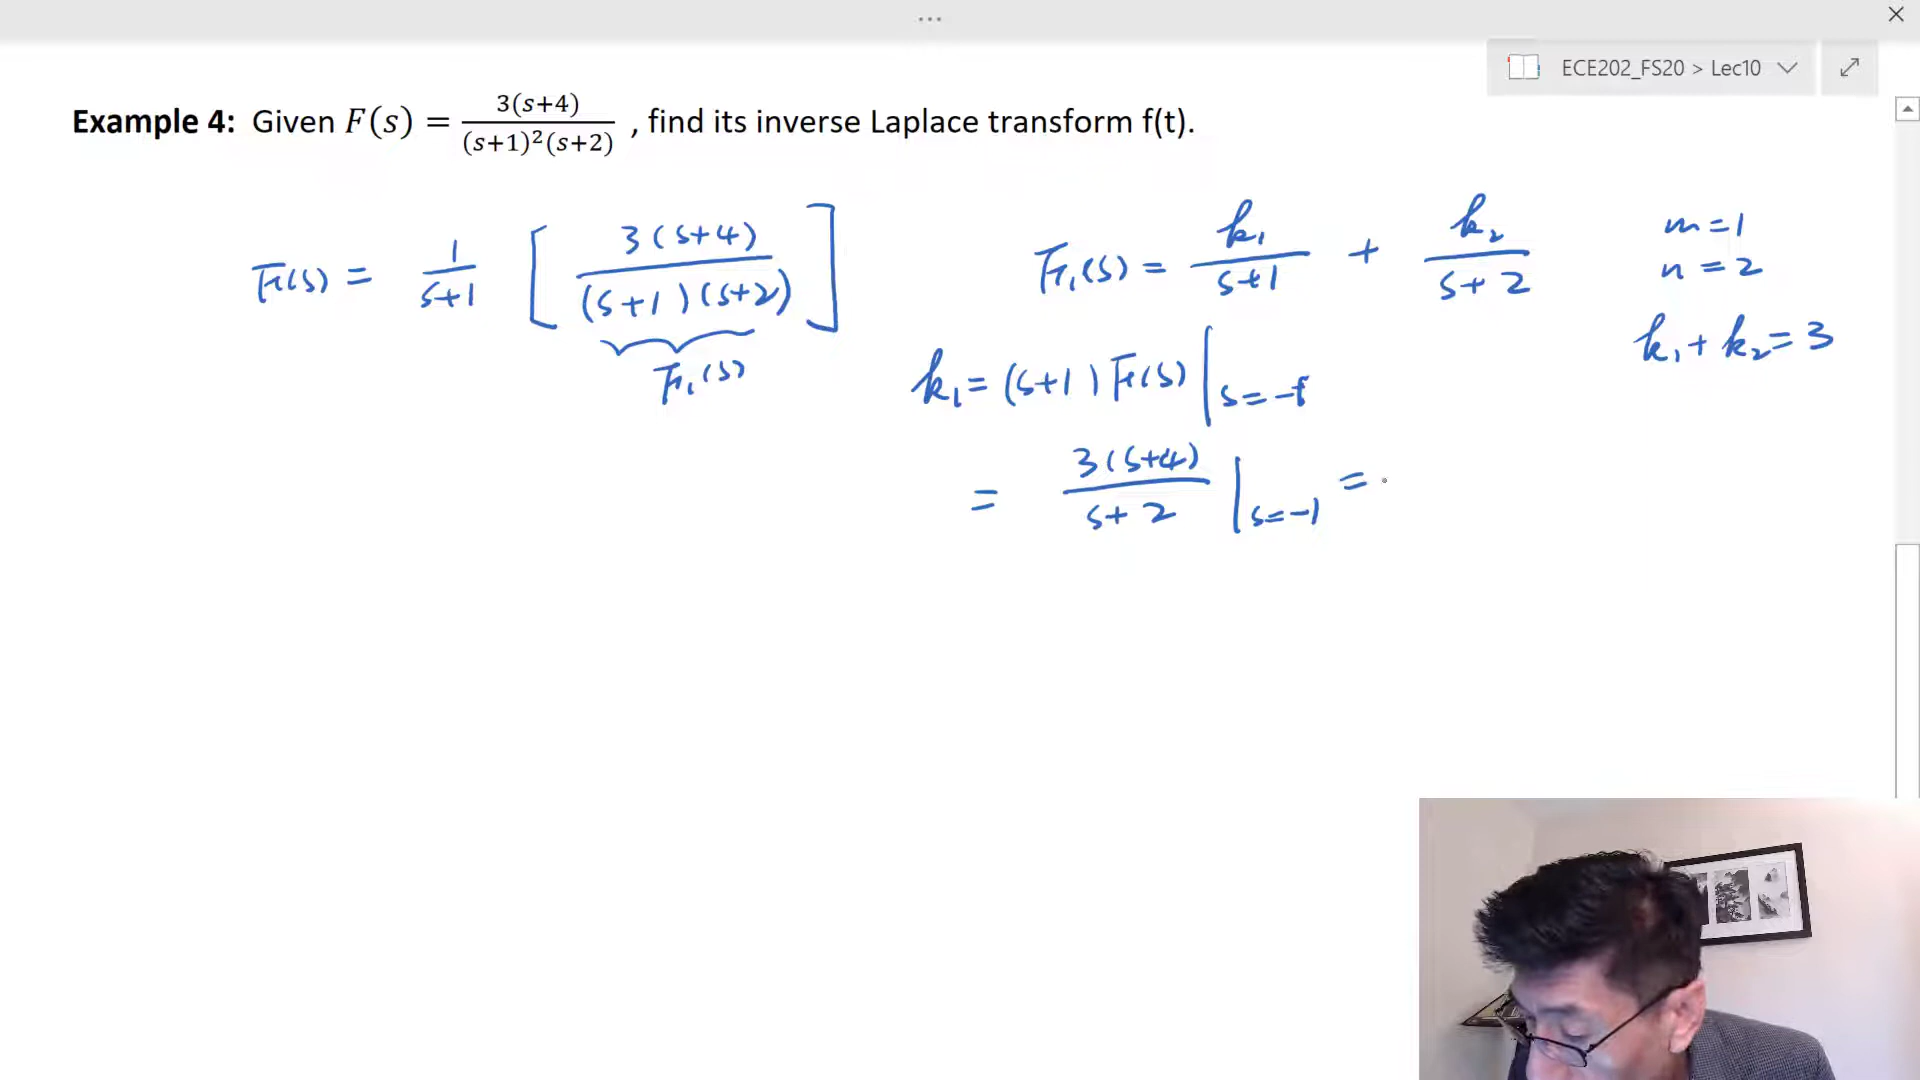 ECE202_FS20 > Lec10
Example 4: Given F(s) = 3(s+4) / (s+1)²(s+2) , find its inverse Laplace transform f(t).
F(s) = 1/(s+1) [ 3(s+4) / (s+1)(s+2) ]
F₁(s)
F₁(s) = k₁/(s+1) + k₂/(s+2)
m=1
n=2
k₁+k₂=3
k₁= (s+1) F(s) | s=-1
= 3(s+4) / s+2 | s=-1 =